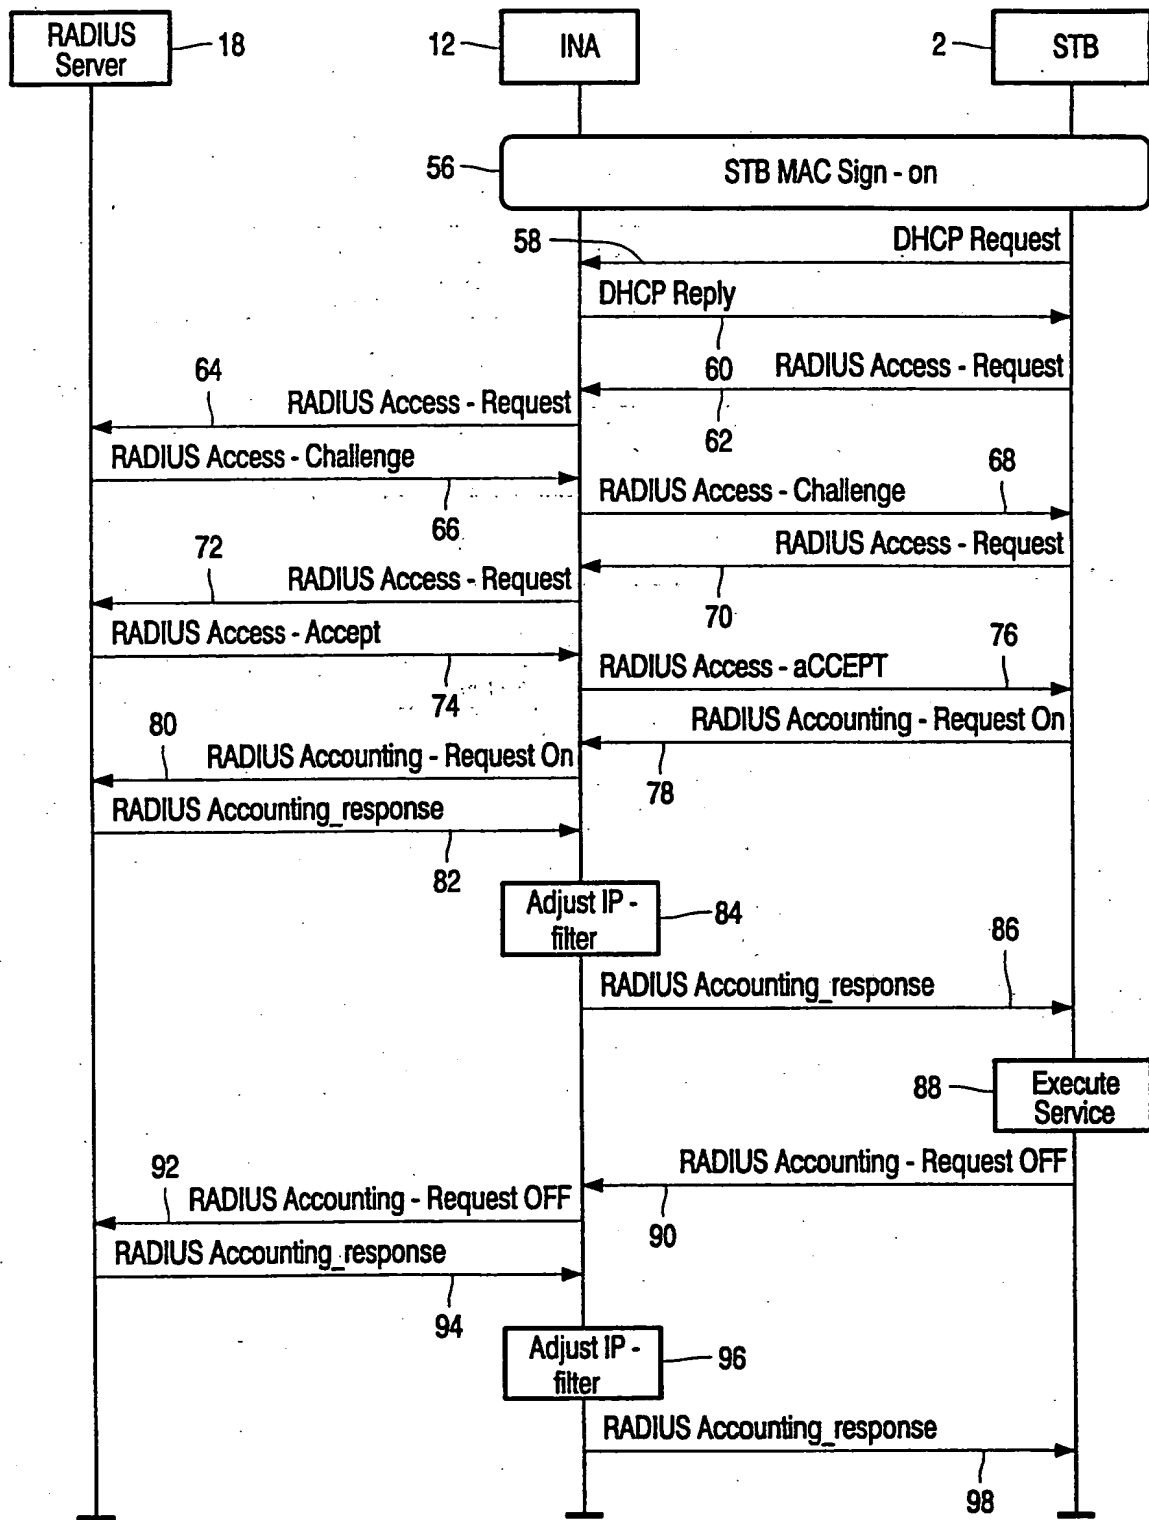 RADIUS
Server
18
12
INA
2
STB
56
STB MAC Sign - on
58
DHCP Request
DHCP Reply
60
RADIUS Access - Request
62
64
RADIUS Access - Request
RADIUS Access - Challenge
66
68
RADIUS Access - Challenge
RADIUS Access - Request
70
72
RADIUS Access - Request
RADIUS Access - Accept
74
76
RADIUS Access - aCCEPT
RADIUS Accounting - Request On
78
80
RADIUS Accounting - Request On
RADIUS Accounting_response
82
Adjust IP -
filter
84
86
RADIUS Accounting_response
88
Execute
Service
RADIUS Accounting - Request OFF
90
92
RADIUS Accounting - Request OFF
RADIUS Accounting_response
94
Adjust IP -
filter
96
RADIUS Accounting_response
98